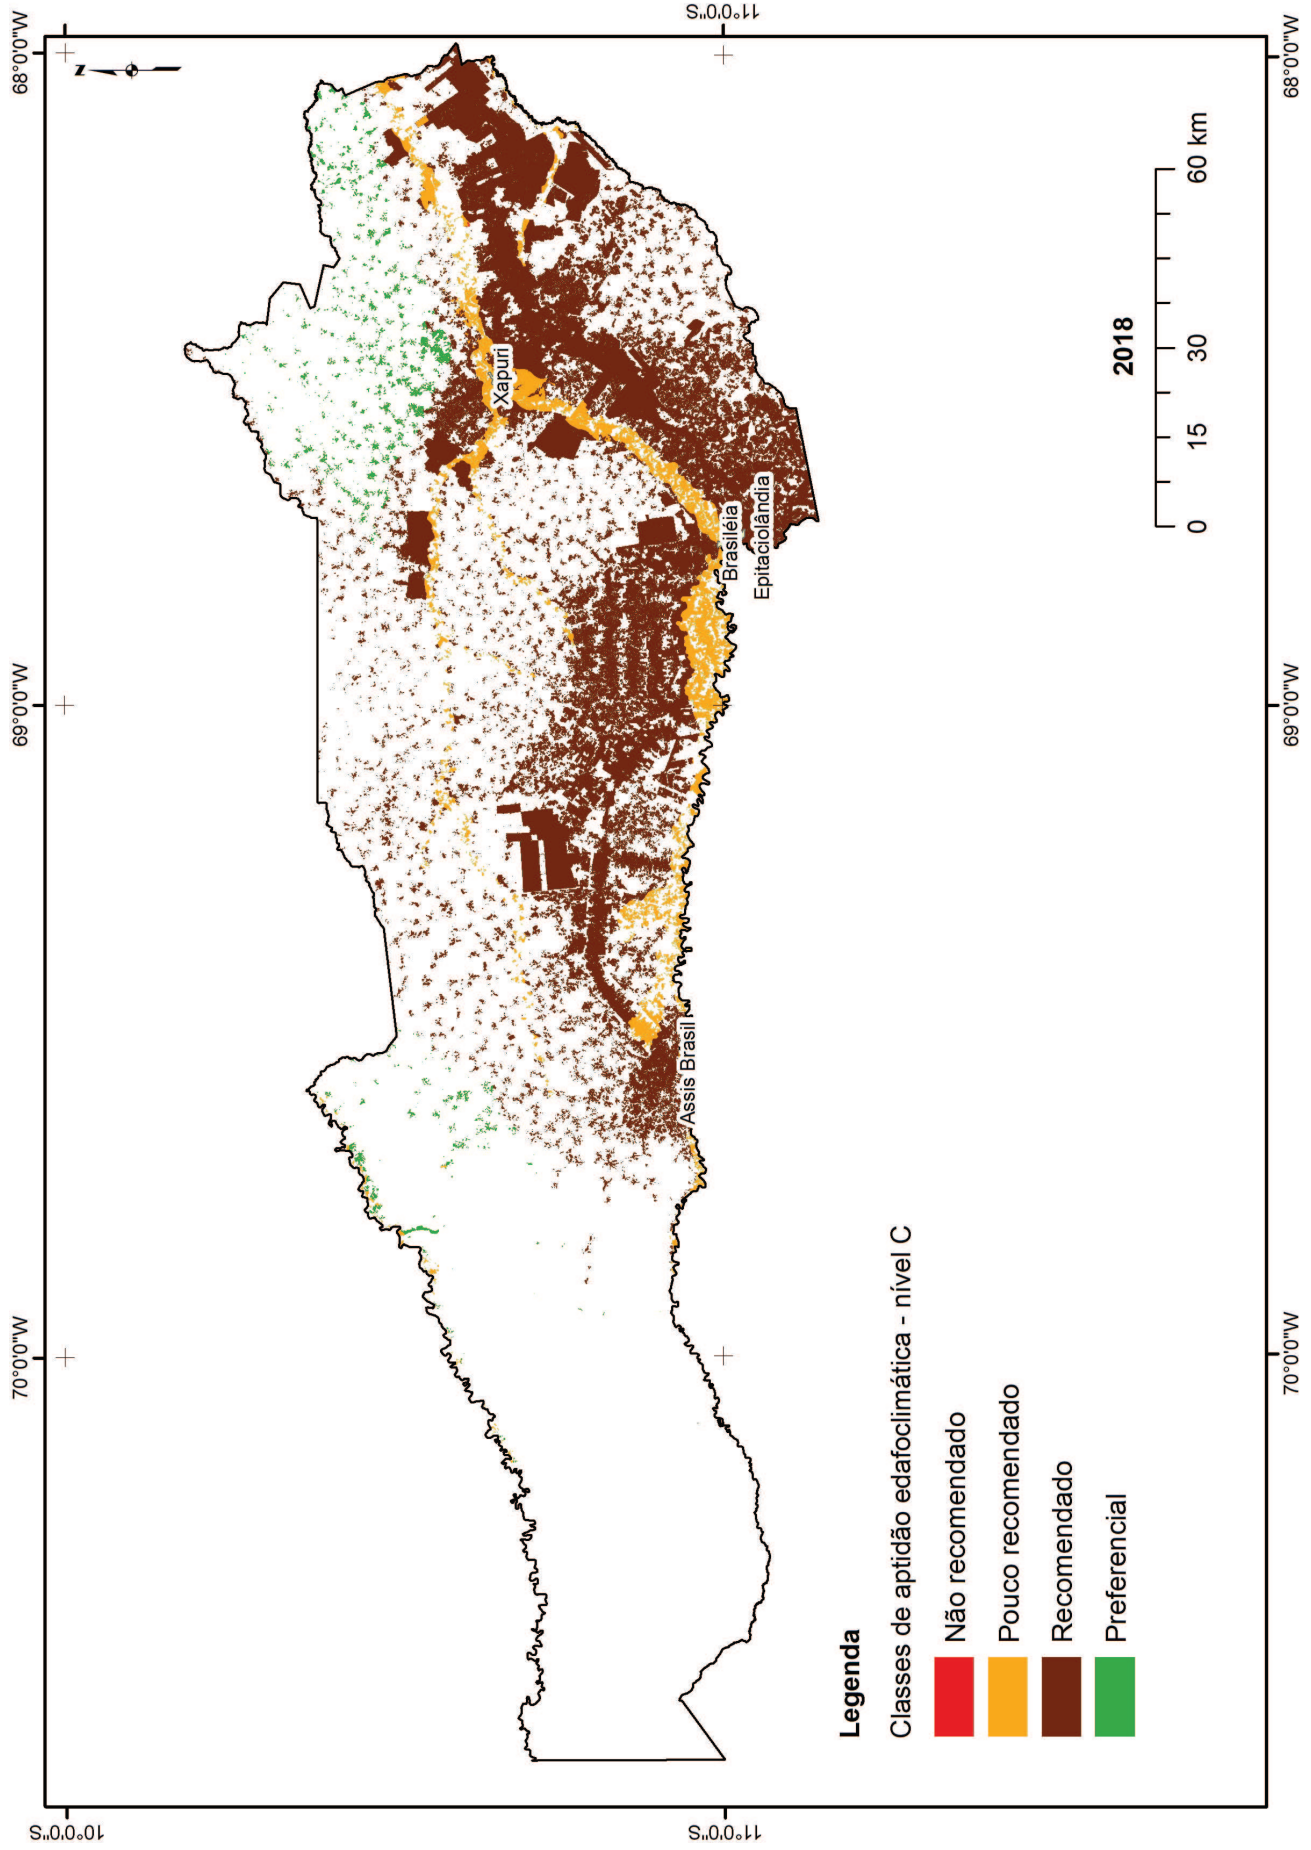 70°0'0"W
69°0'0"W
68°0'0"W
10°0'0"S
N
Xapuri
Assis Brasil
Brasiléia
Epitaciolândia
11°0'0"S
11°0'0"S
Legenda
Classes de aptidão edafoclimática - nível C
Não recomendado
Pouco recomendado
Recomendado
Preferencial
2018
0 15 30 60 km
70°0'0"W
69°0'0"W
68°0'0"W